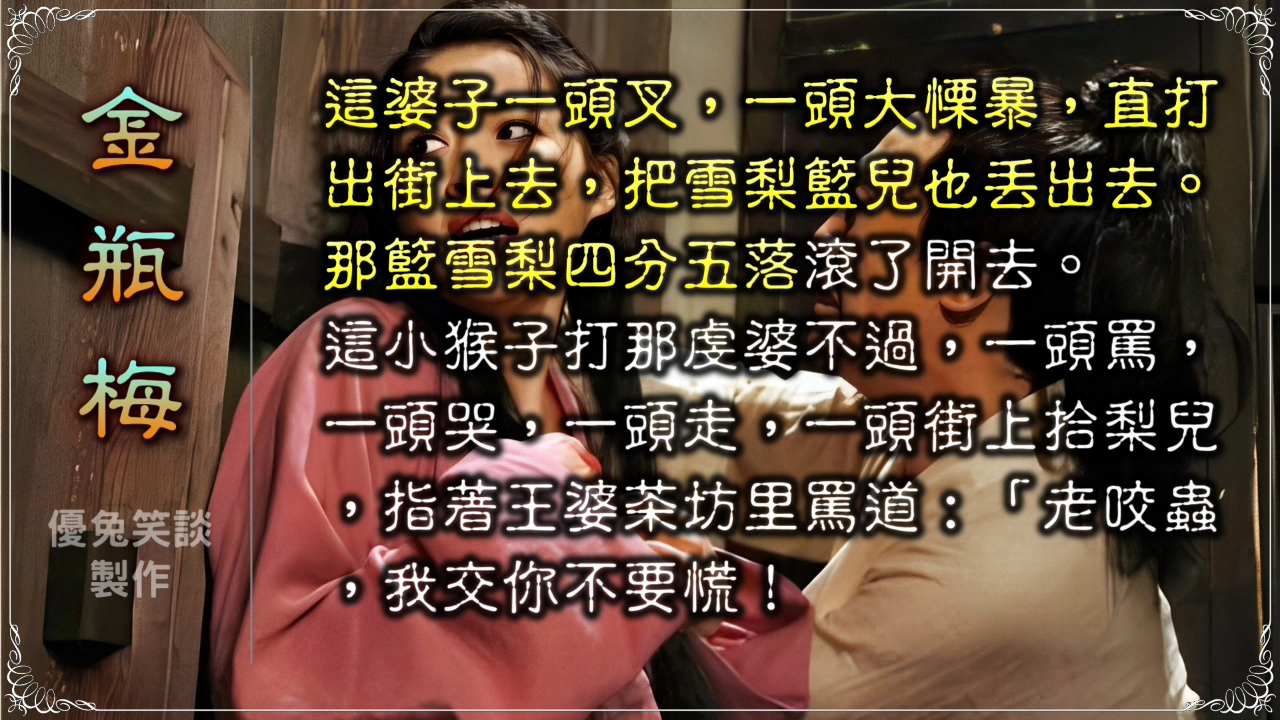 金瓶梅
優兔笑談
製作
這婆子一頭叉，一頭大慄暴，直打
出街上去，把雪梨籃兒也丟出去。
那籃雪梨四分五落滾了開去。
這小猴子打那虔婆不過，一頭罵，
一頭哭，一頭走，一頭街上拾梨兒
，指著王婆茶坊里罵道：「老咬蟲
，我交你不要慌！